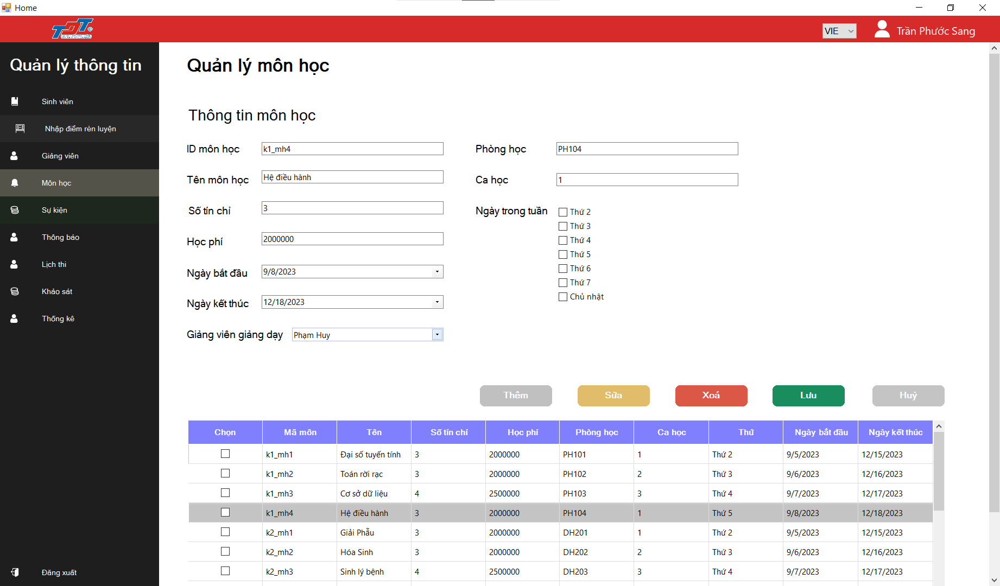 Home
TDT
VIE
Trần Phước Sang
Quản lý thông tin
Sinh viên
Nhập điểm rèn luyện
Giảng viên
Môn học
Sự kiện
Thông báo
Lịch thi
Khảo sát
Thống kê
Đăng xuất
Quản lý môn học
Thông tin môn học
ID môn học k1_mh4
Tên môn học Hệ điều hành
Số tín chỉ 3
Học phí 2000000
Ngày bắt đầu 9/8/2023
Ngày kết thúc 12/18/2023
Giảng viên giảng dạy Phạm Huy
Phòng học PH104
Ca học 1
Ngày trong tuần Thứ 2
Thứ 3
Thứ 4
Thứ 5
Thứ 6
Thứ 7
Chủ nhật
Thêm Sửa Xoá Lưu Huỷ
Chọn Mã môn Tên Số tín chỉ Học phí Phòng học Ca học Thứ Ngày bắt đầu Ngày kết thúc
k1_mh1 Đại số tuyến tính 3 2000000 PH101 1 Thứ 2 9/5/2023 12/15/2023
k1_mh2 Toán rời rạc 3 2000000 PH102 2 Thứ 3 9/6/2023 12/16/2023
k1_mh3 Cơ sở dữ liệu 4 2500000 PH103 3 Thứ 4 9/7/2023 12/17/2023
k1_mh4 Hệ điều hành 3 2000000 PH104 1 Thứ 5 9/8/2023 12/18/2023
k2_mh1 Giải Phẫu 3 2000000 DH201 1 Thứ 2 9/5/2023 12/15/2023
k2_mh2 Hóa Sinh 3 2000000 DH202 2 Thứ 3 9/6/2023 12/16/2023
k2_mh3 Sinh lý bệnh 4 2500000 DH203 3 Thứ 4 9/7/2023 12/17/2023